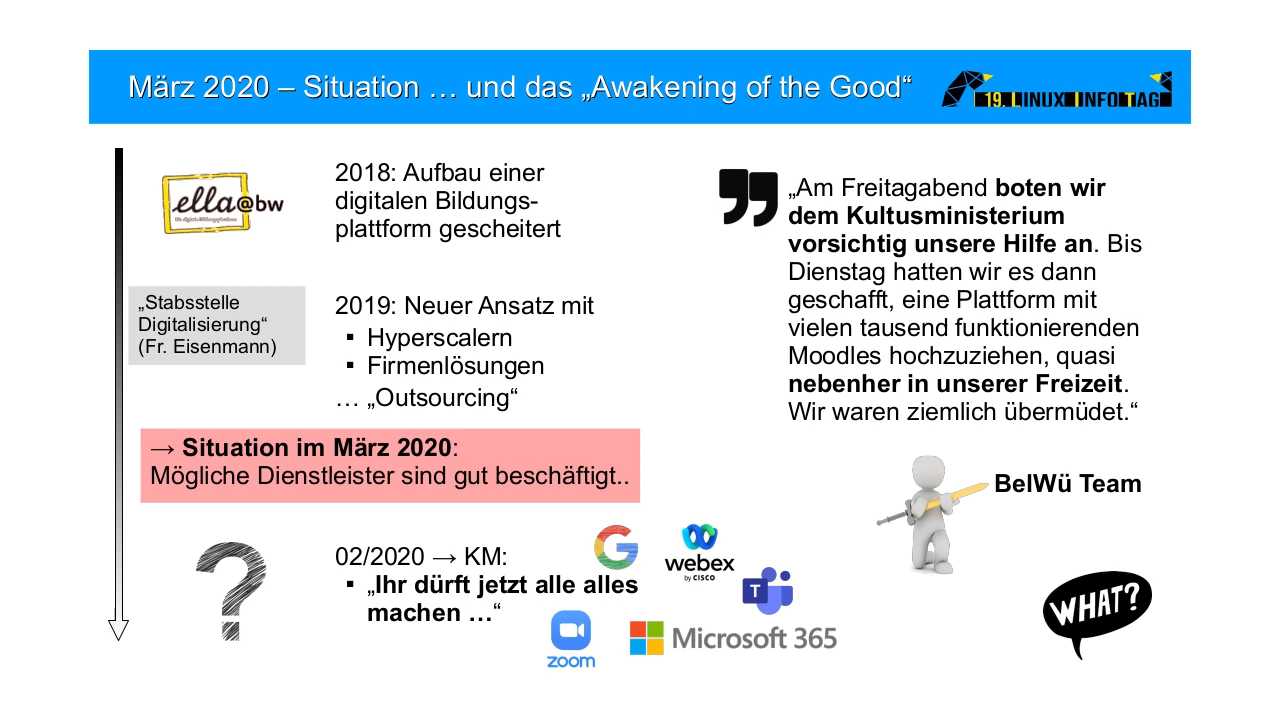 März 2020 – Situation … und das „Awakening of the Good“
19. LINUX INFOTAG
ella@bw
2018: Aufbau einer
digitalen Bildungs-
plattform gescheitert
„Stabsstelle
Digitalisierung“
(Fr. Eisenmann)
2019: Neuer Ansatz mit
▪ Hyperscalern
▪ Firmenlösungen
… „Outsourcing“
→ Situation im März 2020:
Mögliche Dienstleister sind gut beschäftigt..
?
02/2020 → KM:
▪ „Ihr dürft jetzt alle alles
machen …“
G
webex
by CISCO
T
zoom
Microsoft 365
„Am Freitagabend boten wir
dem Kultusministerium
vorsichtig unsere Hilfe an. Bis
Dienstag hatten wir es dann
geschafft, eine Plattform mit
vielen tausend funktionierenden
Moodles hochzuziehen, quasi
nebenher in unserer Freizeit.
Wir waren ziemlich übermüdet.“
BelWü Team
WHAT?